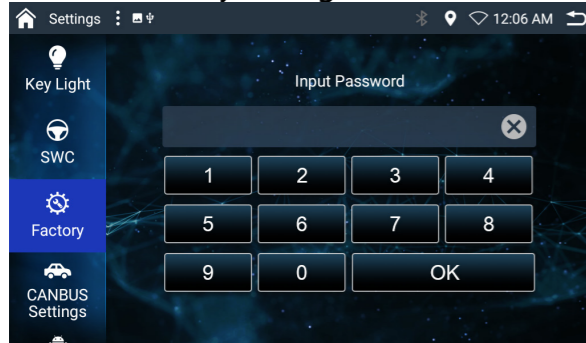 Settings 12:06 AM
Key Light
SWC
Factory
CANBUS
Settings
Input Password
1 2 3 4
5 6 7 8
9 0 OK